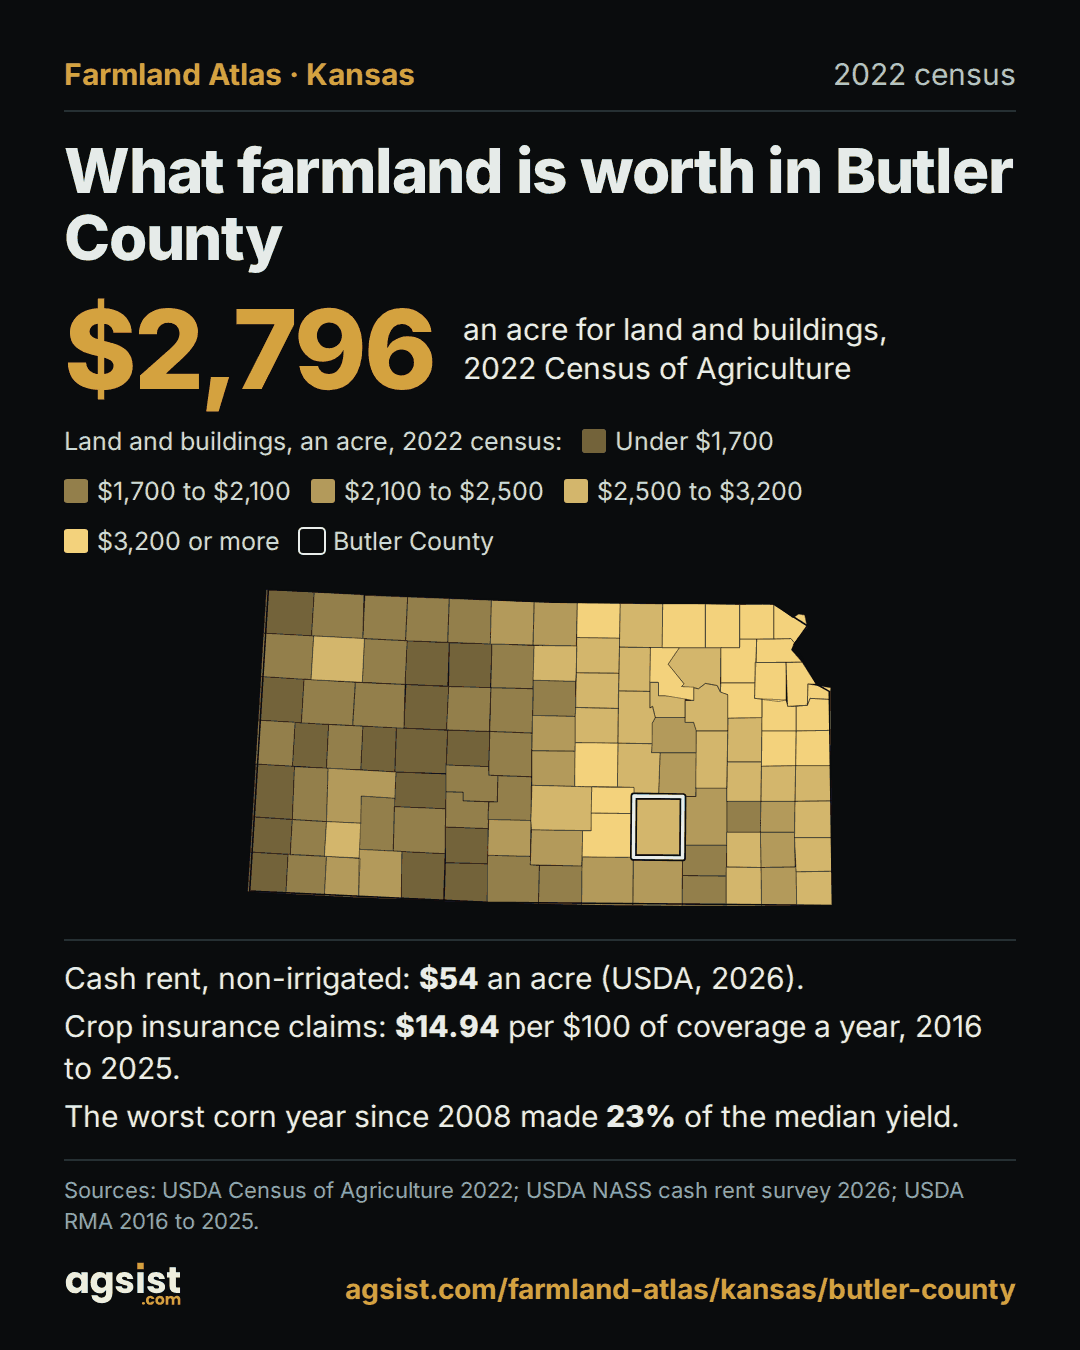 Farmland Atlas · Kansas
2022 census
What farmland is worth in Butler
County
$2,796
an acre for land and buildings,
2022 Census of Agriculture
Land and buildings, an acre, 2022 census: Under $1,700
$1,700 to $2,100 $2,100 to $2,500 $2,500 to $3,200
$3,200 or more Butler County
Cash rent, non-irrigated: $54 an acre (USDA, 2026).
Crop insurance claims: $14.94 per $100 of coverage a year, 2016
to 2025.
The worst corn year since 2008 made 23% of the median yield.
Sources: USDA Census of Agriculture 2022; USDA NASS cash rent survey 2026; USDA
RMA 2016 to 2025.
agsist
.com
agsist.com/farmland-atlas/kansas/butler-county